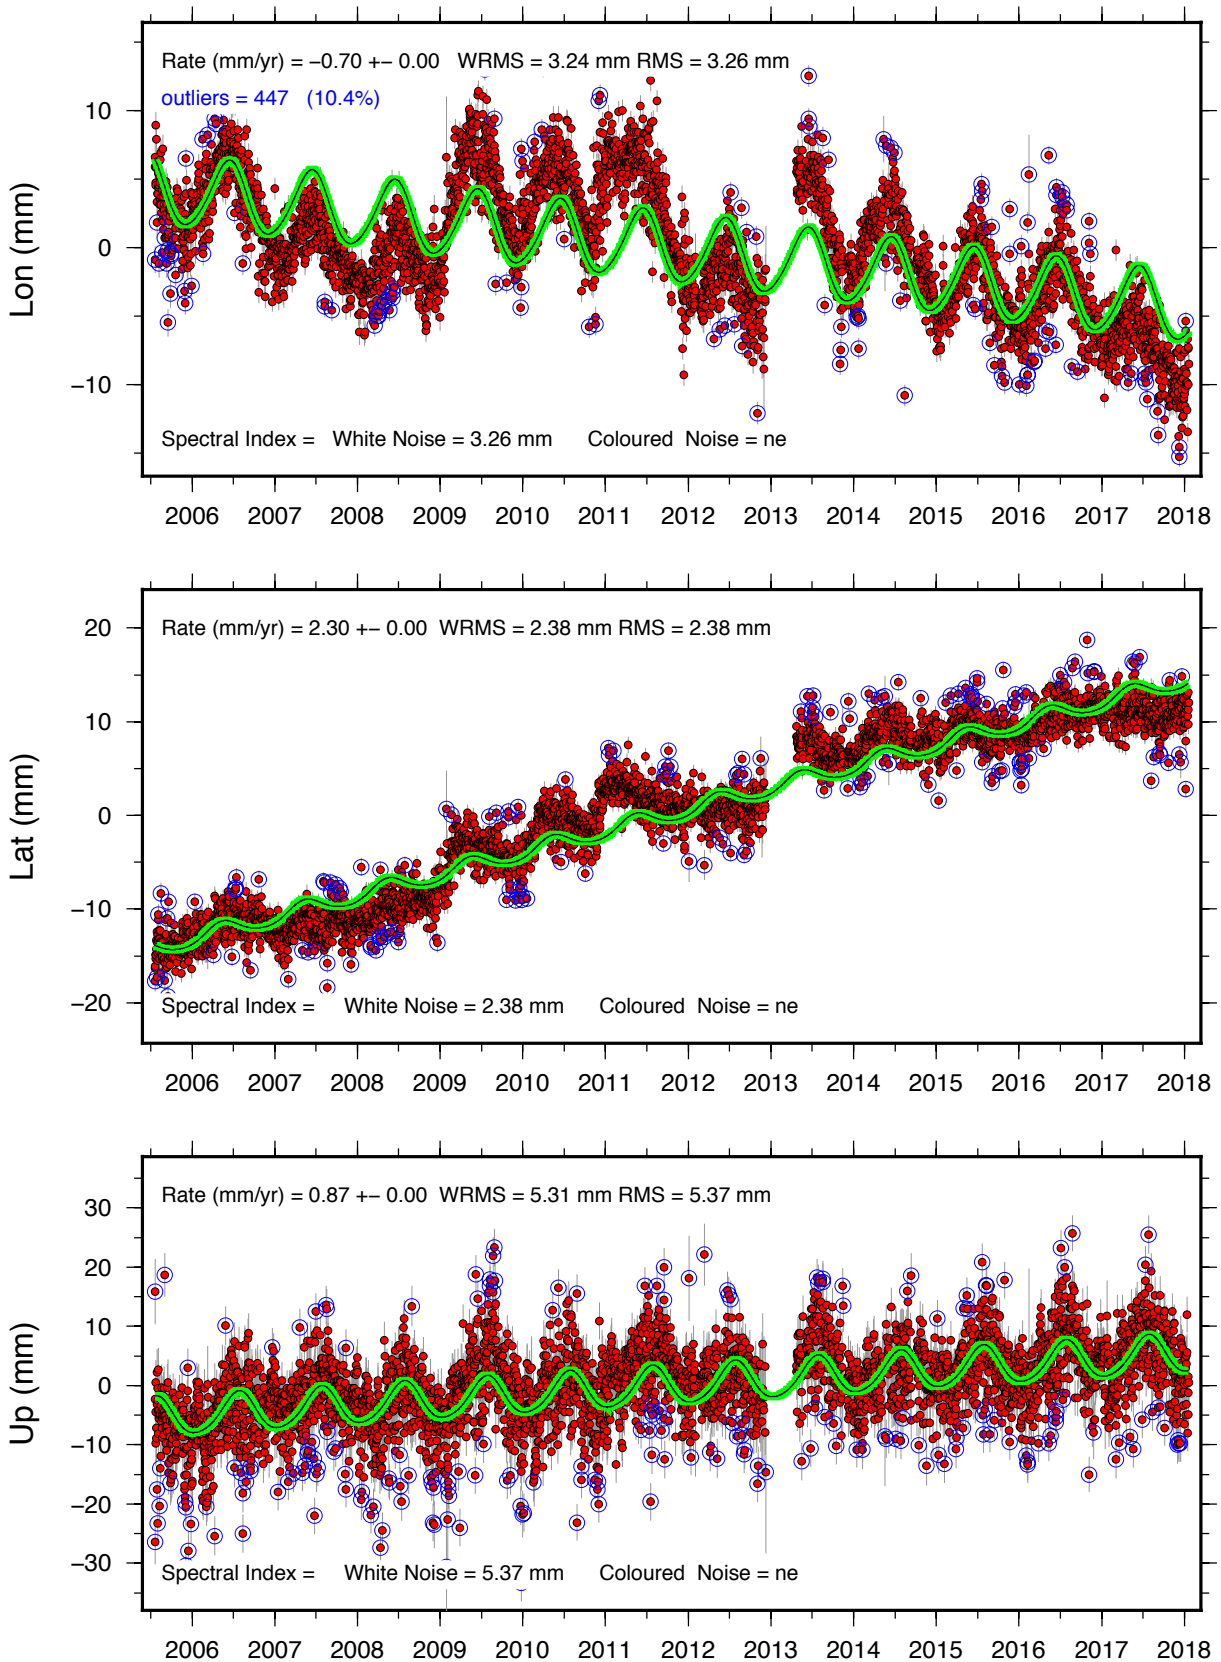 Rate (mm/yr) = −0.70 +− 0.00 WRMS = 3.24 mm RMS = 3.26 mm
outliers = 447 (10.4%)
10
0
−10
Lon (mm)
Spectral Index = White Noise = 3.26 mm Coloured Noise = ne
2006 2007 2008 2009 2010 2011 2012 2013 2014 2015 2016 2017 2018
Rate (mm/yr) = 2.30 +− 0.00 WRMS = 2.38 mm RMS = 2.38 mm
20
10
0
−10
−20
Lat (mm)
Spectral Index = White Noise = 2.38 mm Coloured Noise = ne
2006 2007 2008 2009 2010 2011 2012 2013 2014 2015 2016 2017 2018
Rate (mm/yr) = 0.87 +− 0.00 WRMS = 5.31 mm RMS = 5.37 mm
30
20
10
0
−10
−20
−30
Up (mm)
Spectral Index = White Noise = 5.37 mm Coloured Noise = ne
2006 2007 2008 2009 2010 2011 2012 2013 2014 2015 2016 2017 2018